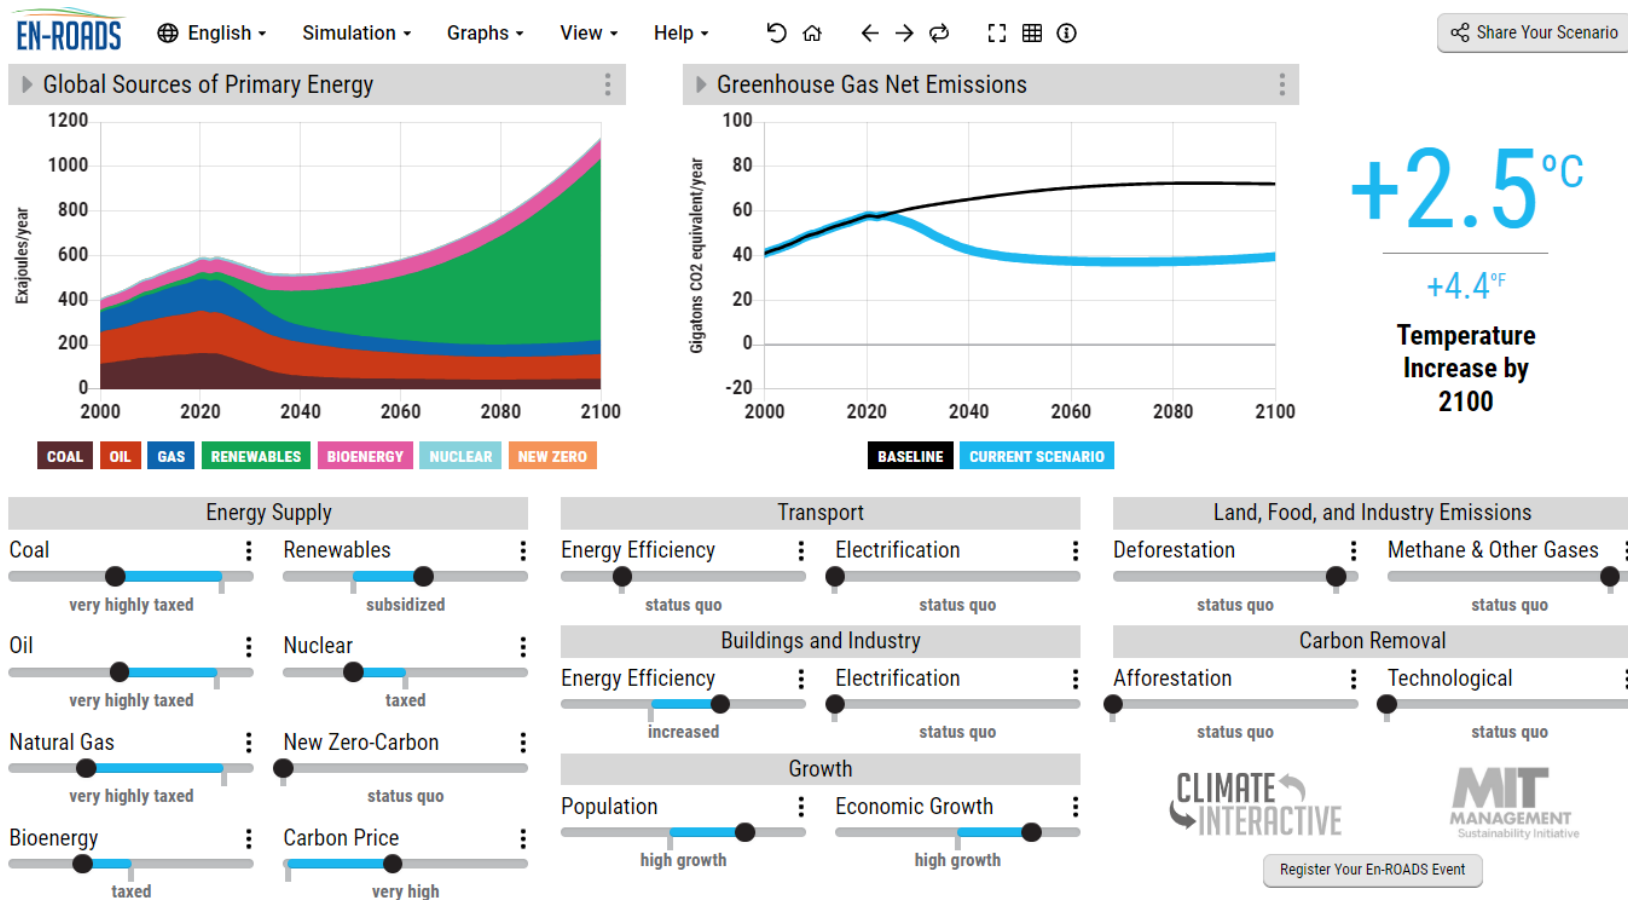 EN-ROADS English Simulation Graphs View Help Share Your Scenario
Global Sources of Primary Energy
1200
1000
800
600
400
200
0
Exajoules/year
2000 2020 2040 2060 2080 2100
COAL OIL GAS RENEWABLES BIOENERGY NUCLEAR NEW ZERO
Greenhouse Gas Net Emissions
100
80
60
40
20
0
-20
Gigatons CO2 equivalent/year
2000 2020 2040 2060 2080 2100
BASELINE CURRENT SCENARIO
+2.5°C
+4.4°F
Temperature
Increase by
2100
Energy Supply
Coal
very highly taxed
Renewables
subsidized
Oil
very highly taxed
Nuclear
taxed
Natural Gas
very highly taxed
New Zero-Carbon
status quo
Bioenergy
taxed
Carbon Price
very high
Transport
Energy Efficiency
status quo
Electrification
status quo
Buildings and Industry
Energy Efficiency
increased
Electrification
status quo
Growth
Population
high growth
Economic Growth
high growth
Land, Food, and Industry Emissions
Deforestation
status quo
Methane & Other Gases
status quo
Carbon Removal
Afforestation
status quo
Technological
status quo
CLIMATE
INTERACTIVE
MIT
MANAGEMENT
Sustainability Initiative
Register Your En-ROADS Event